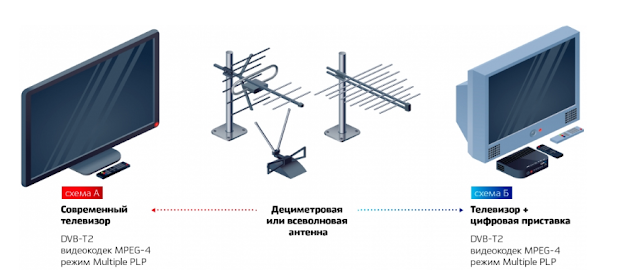 схема А
Современный
телевизор
DVB-T2
видеокодек MPEG-4
режим Multiple PLP
Дециметровая
или всеволновая
антенна
схема Б
Телевизор +
цифровая приставка
DVB-T2
видеокодек MPEG-4
режим Multiple PLP